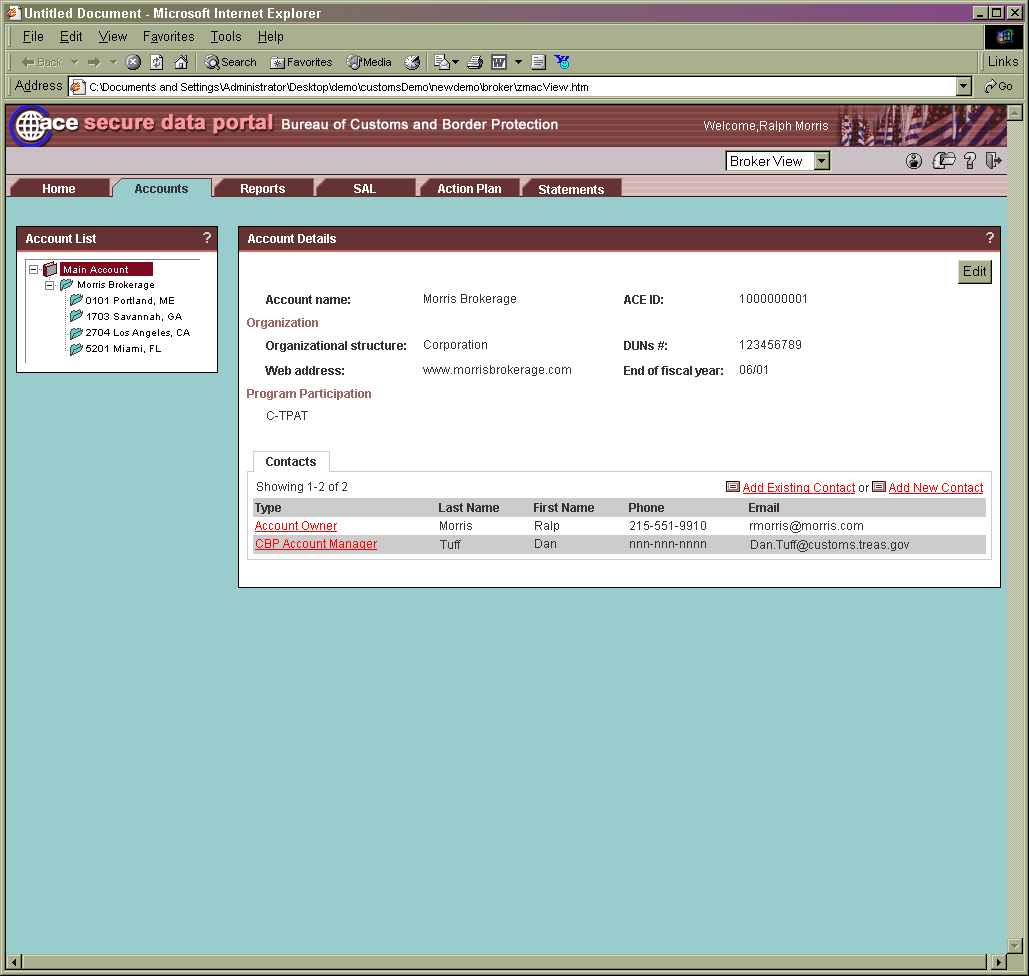 Untitled Document - Microsoft Internet Explorer
File Edit View Favorites Tools Help
Back Search Favorites Media Links
Address C:\Documents and Settings\Administrator\Desktop\demo\customsDemo\newdemo\broker\zmacView.htm Go
ace secure data portal Bureau of Customs and Border Protection Welcome,Ralph Morris
Broker View
Home Accounts Reports SAL Action Plan Statements
Account List ?
Main Account
Morris Brokerage
0101 Portland, ME
1703 Savannah, GA
2704 Los Angeles, CA
5201 Miami, FL
Account Details ?
Edit
Account name: Morris Brokerage ACE ID: 1000000001
Organization
Organizational structure: Corporation DUNs #: 123456789
Web address: www.morrisbrokerage.com End of fiscal year: 06/01
Program Participation
C-TPAT
Contacts
Showing 1-2 of 2 Add Existing Contact or Add New Contact
Type Last Name First Name Phone Email
Account Owner Morris Ralp 215-551-9910 rmorris@morris.com
CBP Account Manager Tuff Dan nnn-nnn-nnnn Dan.Tuff@customs.treas.gov